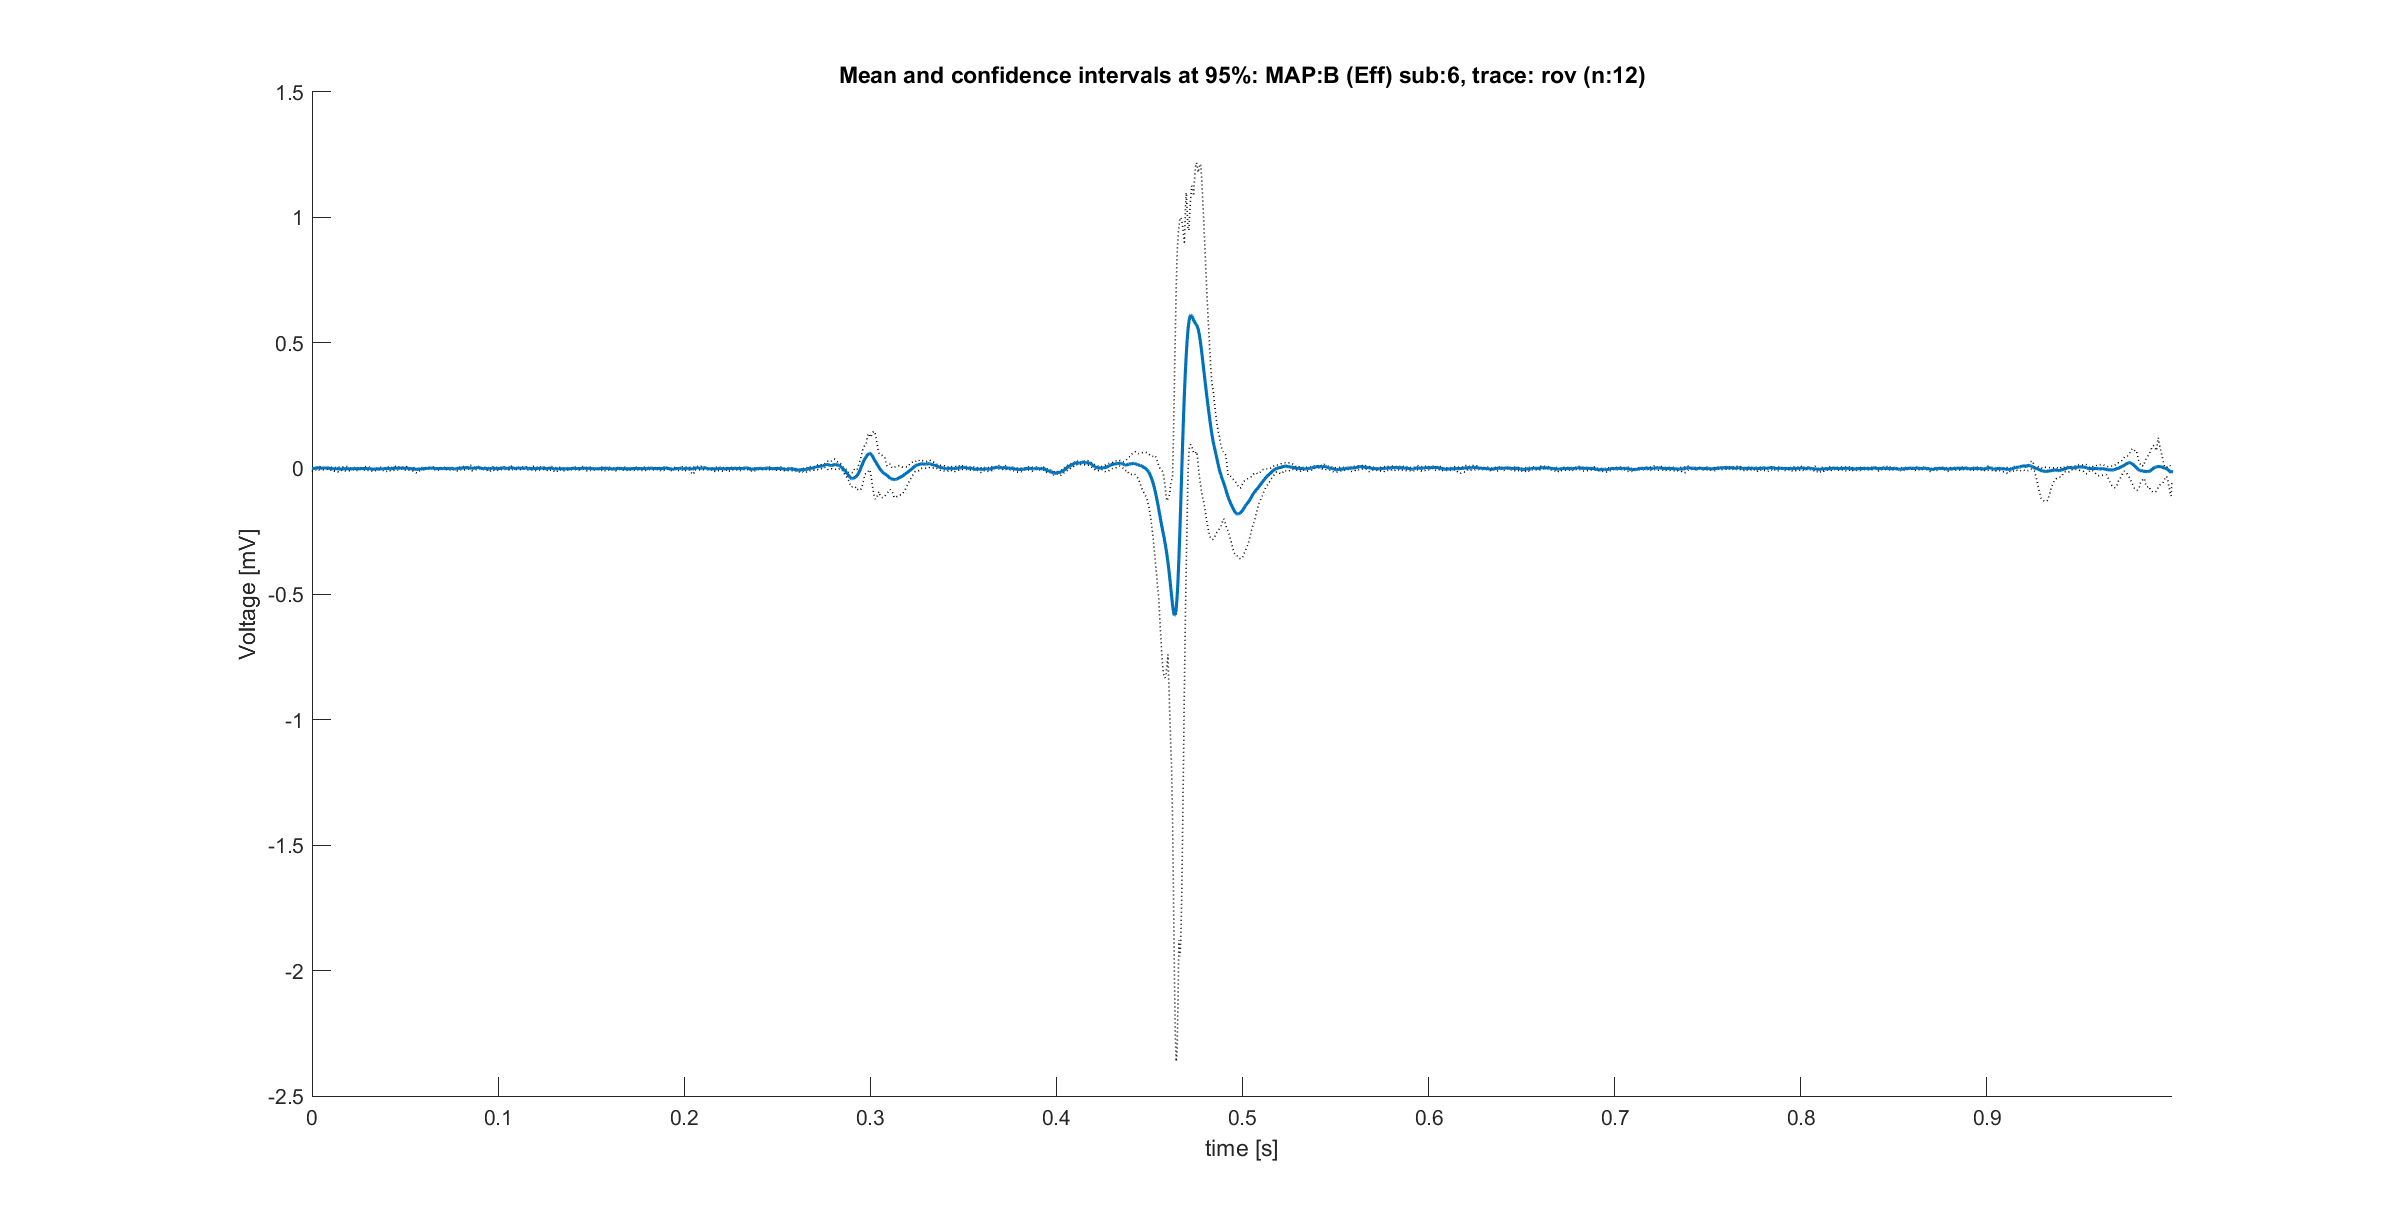 Mean and confidence intervals at 95%: MAP:B (Eff) sub:6, trace: rov (n:12)
1.5
1
0.5
0
-0.5
-1
-1.5
-2
-2.5
Voltage [mV]
0 0.1 0.2 0.3 0.4 0.5 0.6 0.7 0.8 0.9
time [s]